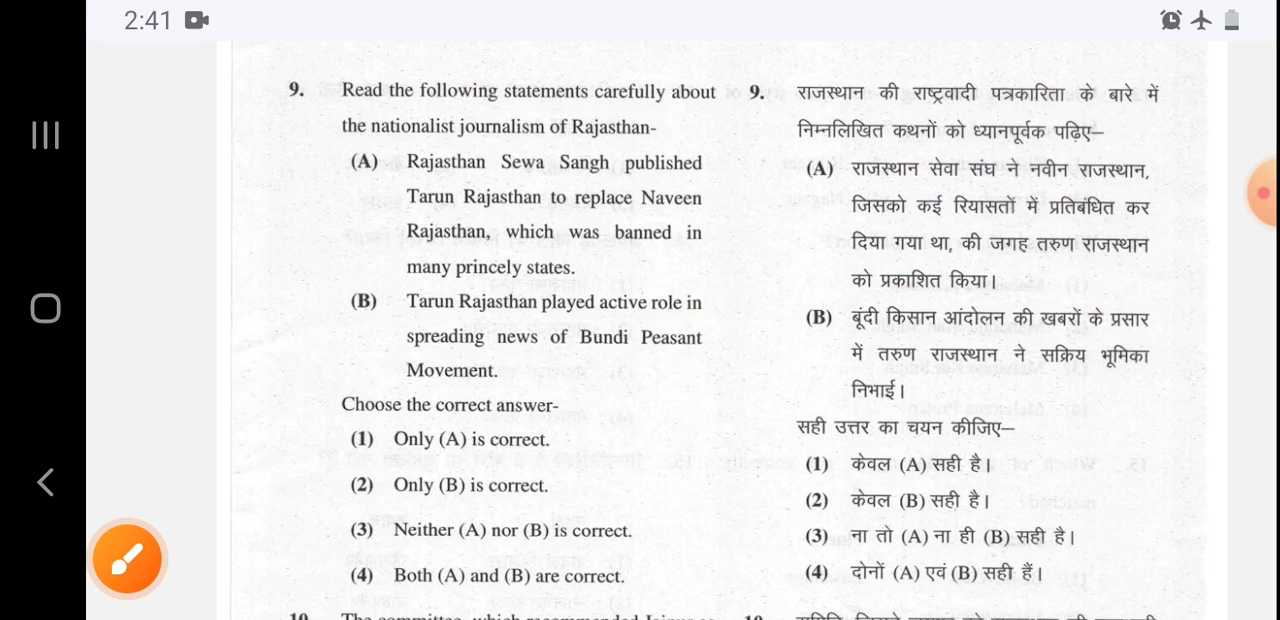 2:41
9. Read the following statements carefully about
the nationalist journalism of Rajasthan-
(A) Rajasthan Sewa Sangh published
Tarun Rajasthan to replace Naveen
Rajasthan, which was banned in
many princely states.
(B) Tarun Rajasthan played active role in
spreading news of Bundi Peasant
Movement.
Choose the correct answer-
(1) Only (A) is correct.
(2) Only (B) is correct.
(3) Neither (A) nor (B) is correct.
(4) Both (A) and (B) are correct.
9. राजस्थान की राष्ट्रवादी पत्रकारिता के बारे में
निम्नलिखित कथनों को ध्यानपूर्वक पढ़िए–
(A) राजस्थान सेवा संघ ने नवीन राजस्थान,
जिसको कई रियासतों में प्रतिबंधित कर
दिया गया था, की जगह तरुण राजस्थान
को प्रकाशित किया।
(B) बूंदी किसान आंदोलन की खबरों के प्रसार
में तरुण राजस्थान ने सक्रिय भूमिका
निभाई।
सही उत्तर का चयन कीजिए–
(1) केवल (A) सही है।
(2) केवल (B) सही है।
(3) ना तो (A) ना ही (B) सही है।
(4) दोनों (A) एवं (B) सही हैं।